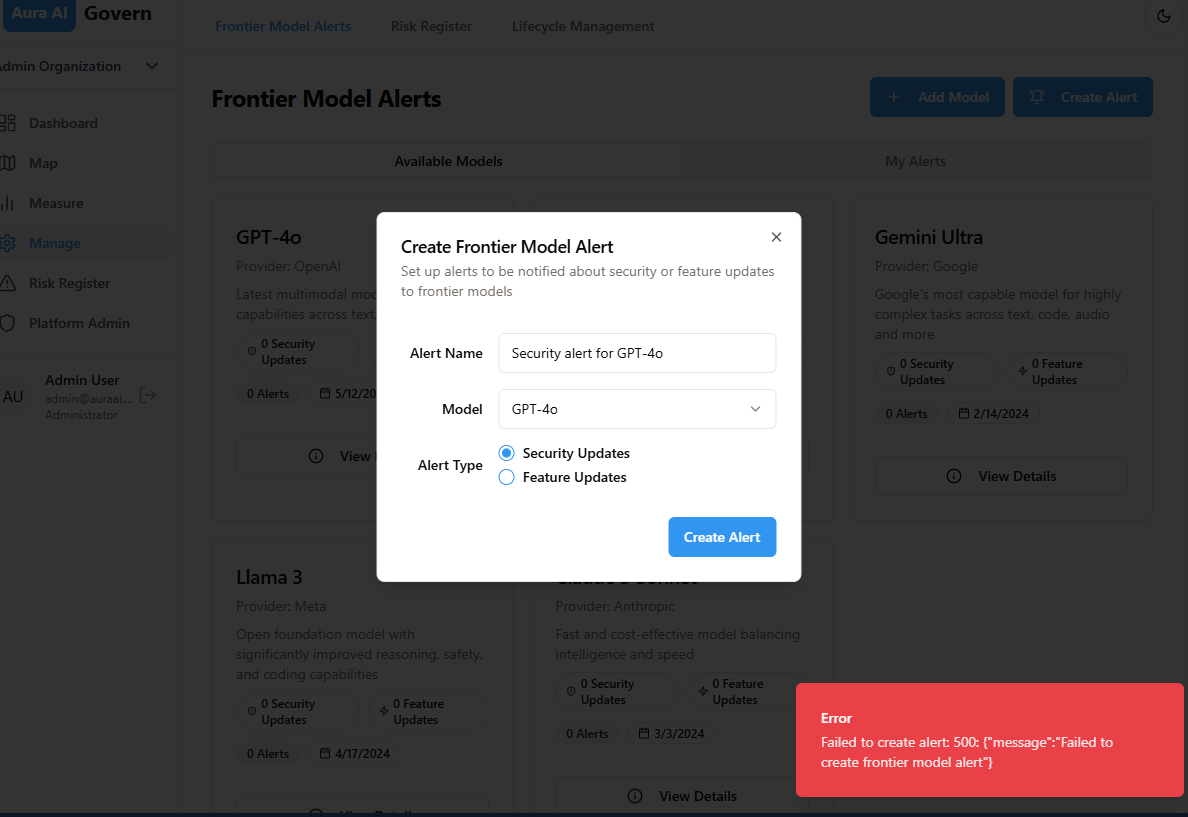 Aura AI Govern
Frontier Model Alerts
Risk Register
Lifecycle Management
Admin Organization
Dashboard
Map
Measure
Manage
Risk Register
Platform Admin
AU
Admin User
admin@auraai....
Administrator
Frontier Model Alerts
Add Model
Create Alert
Available Models
My Alerts
GPT-4o
Provider: OpenAI
Latest multimodal
capabilities across text,
0 Security
Updates
0 Alerts
5/12/20
View
Gemini Ultra
Provider: Google
Google's most capable model for highly
complex tasks across text, code, audio
and more
0 Security
Updates
0 Feature
Updates
0 Alerts
2/14/2024
View Details
Create Frontier Model Alert
Set up alerts to be notified about security or feature updates
to frontier models
Alert Name
Security alert for GPT-4o
Model
GPT-4o
Alert Type
Security Updates
Feature Updates
Create Alert
Llama 3
Provider: Meta
Open foundation model with
significantly improved reasoning, safety,
and coding capabilities
0 Security
Updates
0 Feature
Updates
0 Alerts
4/17/2024
Provider: Anthropic
Fast and cost-effective model balancing
intelligence and speed
0 Security
Updates
0 Feature
Updates
0 Alerts
3/3/2024
View Details
Error
Failed to create alert: 500: {"message":"Failed to
create frontier model alert"}